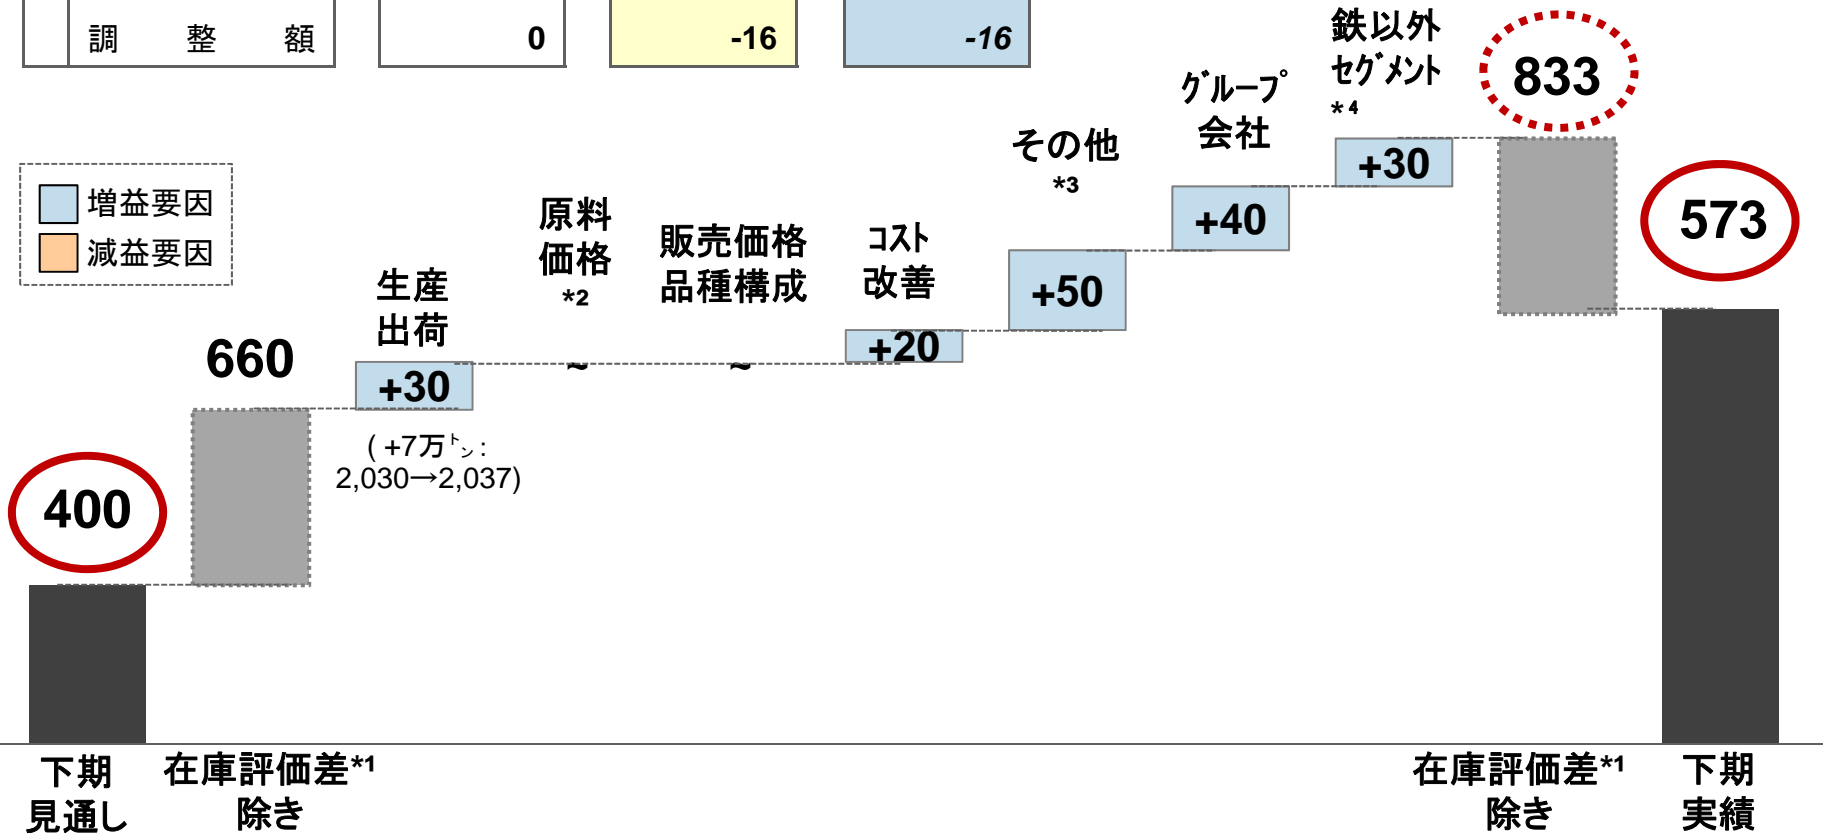 調整額 0 -16 -16
増益要因
減益要因
400
660
生産
出荷
+30
( +7万㌧:
2,030→2,037)
原料
価格
*2
~
販売価格
品種構成
~
ｺｽﾄ
改善
+20
その他
*3
+50
ｸﾞﾙｰﾌﾟ
会社
+40
鉄以外
ｾｸﾞﾒﾝﾄ
*4
+30
833
573
下期
見通し
在庫評価差*1
除き
在庫評価差*1
除き
下期
実績